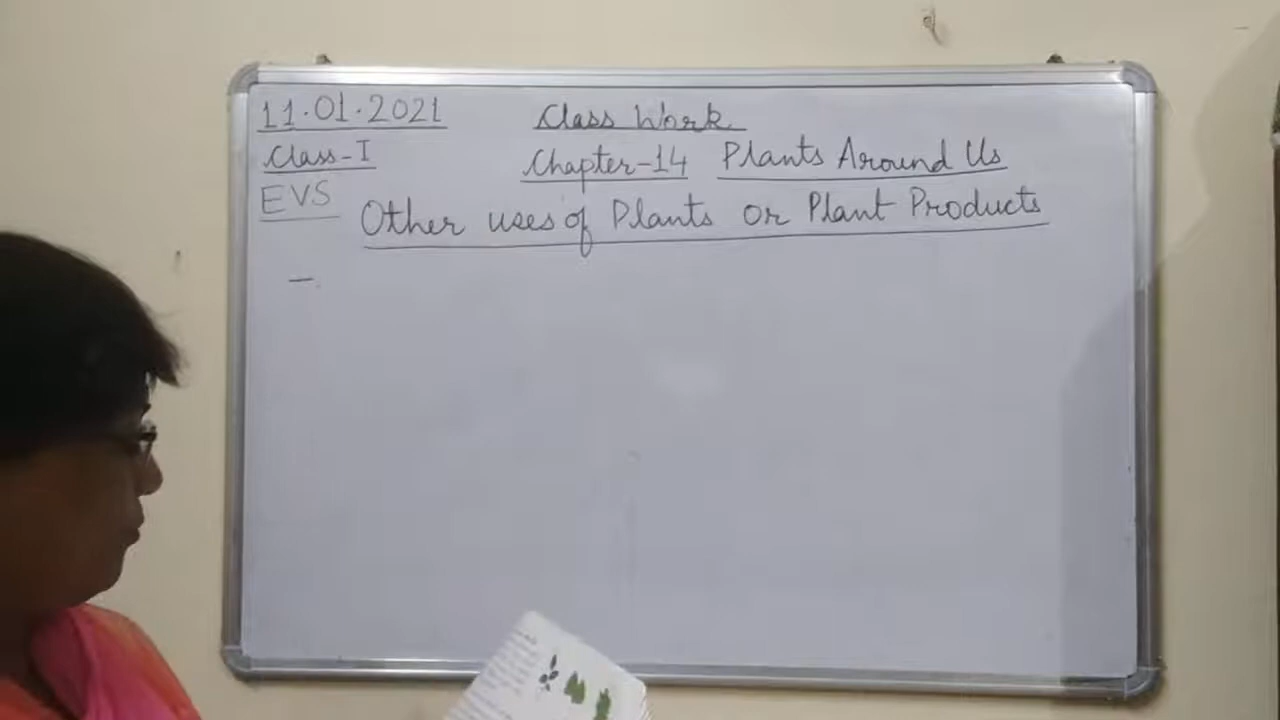 11.01.2021 Class Work
Class-I Chapter-14 Plants Around Us
EVS
Other uses of Plants or Plant Products
—